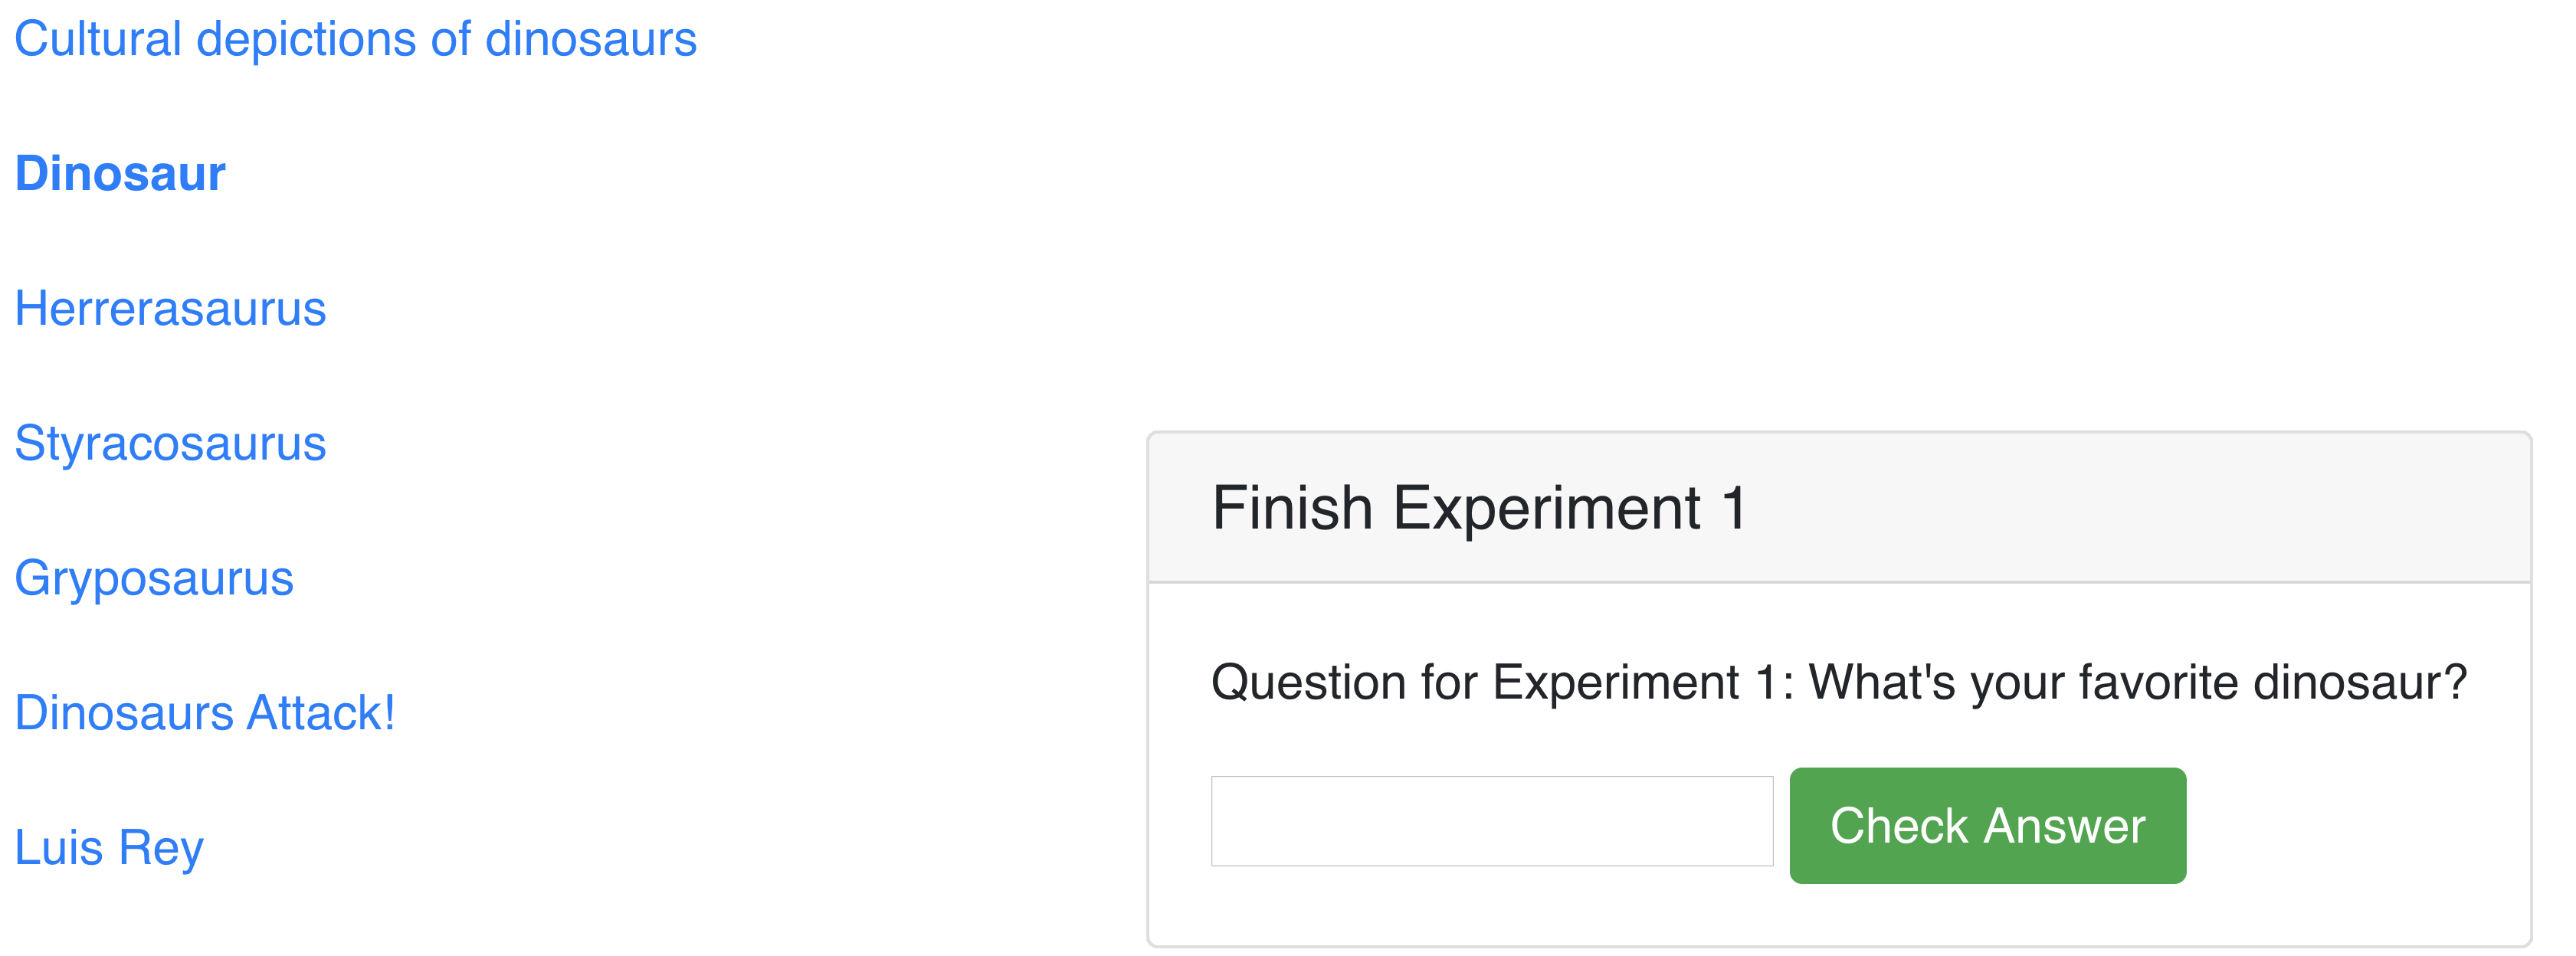 Cultural depictions of dinosaurs
Dinosaur
Herrerasaurus
Styracosaurus
Gryposaurus
Dinosaurs Attack!
Luis Rey
Finish Experiment 1
Question for Experiment 1: What's your favorite dinosaur?
Check Answer